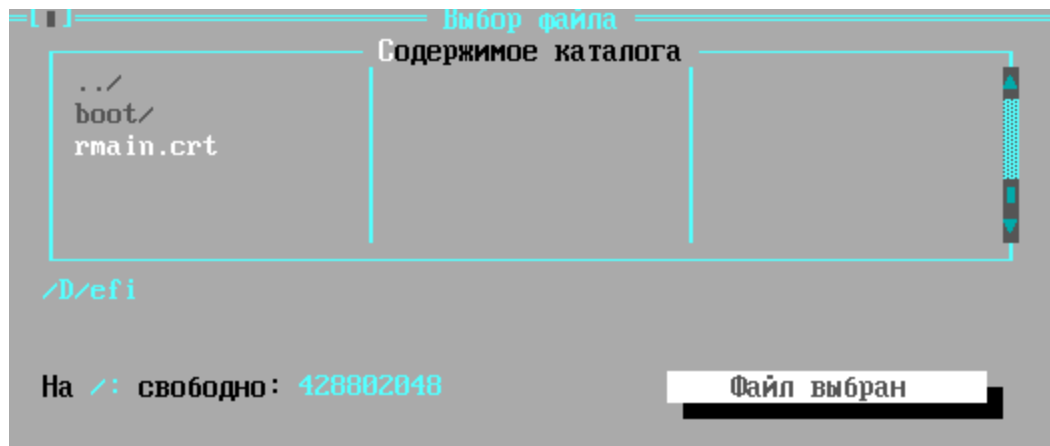 Выбор файла
Содержимое каталога
../
boot/
rmain.crt
/D/efi
На /: свободно: 428802048
Файл выбран